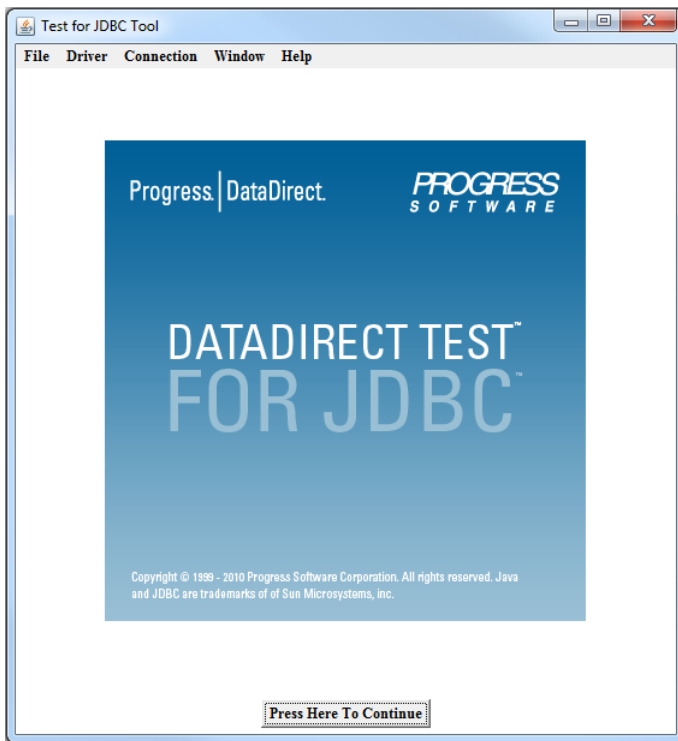 Test for JDBC Tool
File Driver Connection Window Help
Progress. DataDirect.
PROGRESS
SOFTWARE
DATADIRECT TEST™
FOR JDBC™
Copyright © 1999 - 2010 Progress Software Corporation. All rights reserved. Java
and JDBC are trademarks of of Sun Microsystems, inc.
Press Here To Continue